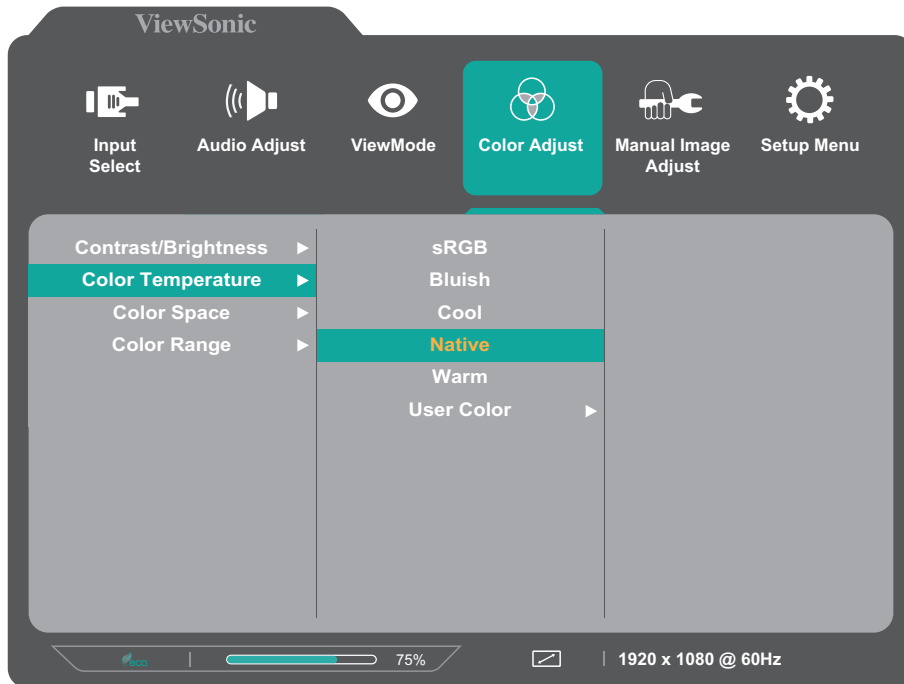 ViewSonic
Input
Select
Audio Adjust
ViewMode
Color Adjust
Manual Image
Adjust
Setup Menu
Contrast/Brightness
Color Temperature
Color Space
Color Range
sRGB
Bluish
Cool
Native
Warm
User Color
eco
75%
1920 x 1080 @ 60Hz